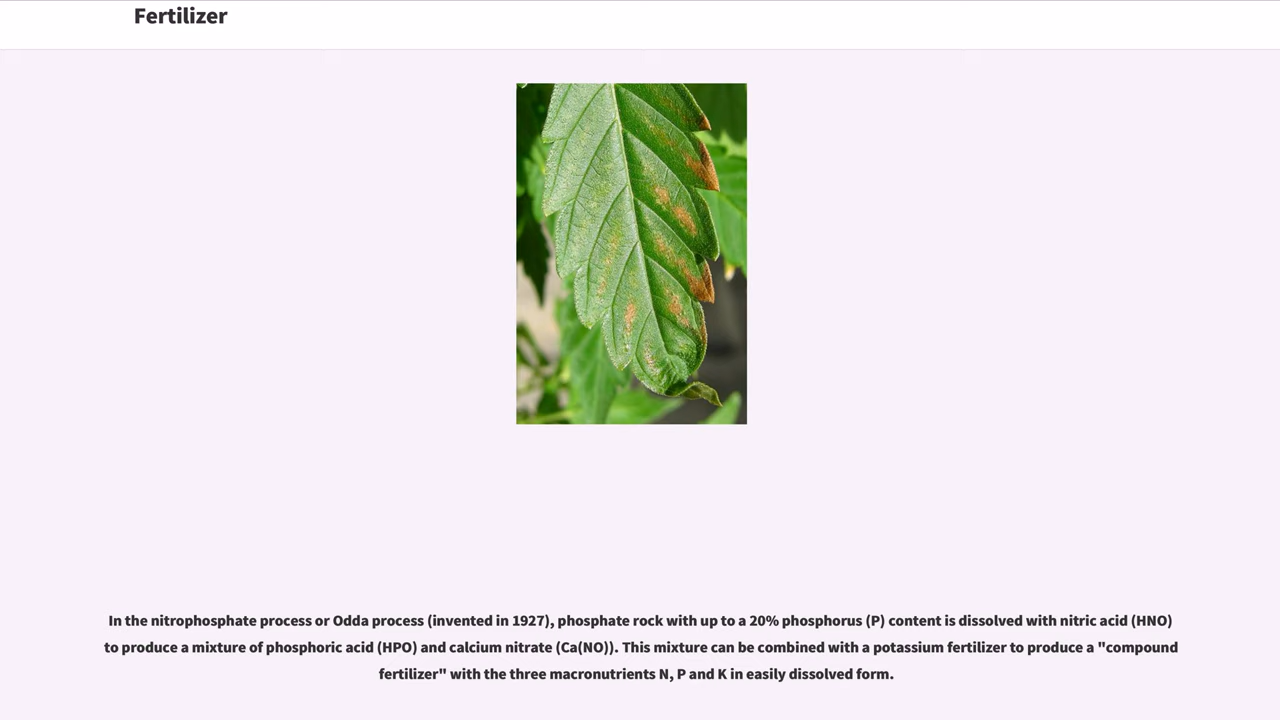 Fertilizer
In the nitrophosphate process or Odda process (invented in 1927), phosphate rock with up to a 20% phosphorus (P) content is dissolved with nitric acid (HNO)
to produce a mixture of phosphoric acid (HPO) and calcium nitrate (Ca(NO)). This mixture can be combined with a potassium fertilizer to produce a "compound
fertilizer" with the three macronutrients N, P and K in easily dissolved form.